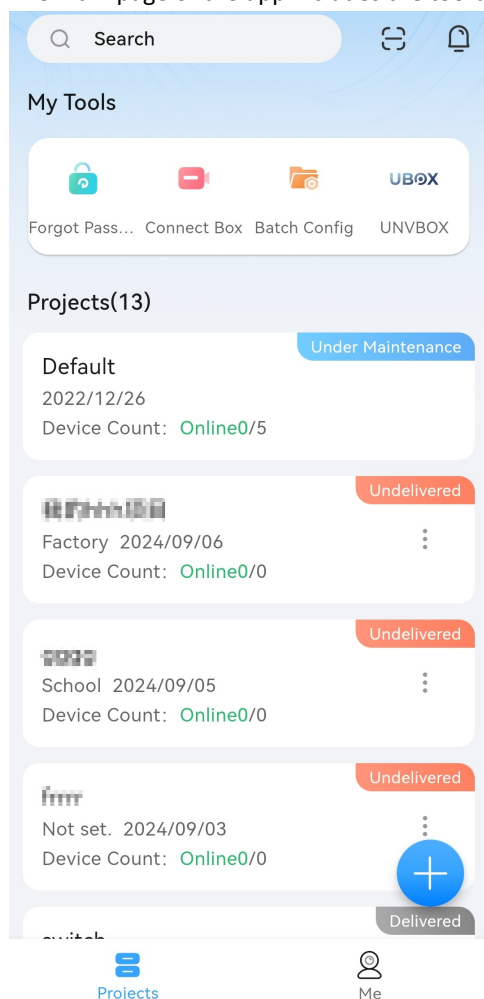 Search
My Tools
UBOX
Forgot Pass... Connect Box Batch Config UNVBOX
Projects(13)
Under Maintenance
Default
2022/12/26
Device Count: Online0/5
Undelivered
Factory 2024/09/06
Device Count: Online0/0
Undelivered
School 2024/09/05
Device Count: Online0/0
Undelivered
Not set. 2024/09/03
Device Count: Online0/0
Delivered
switch
Projects Me